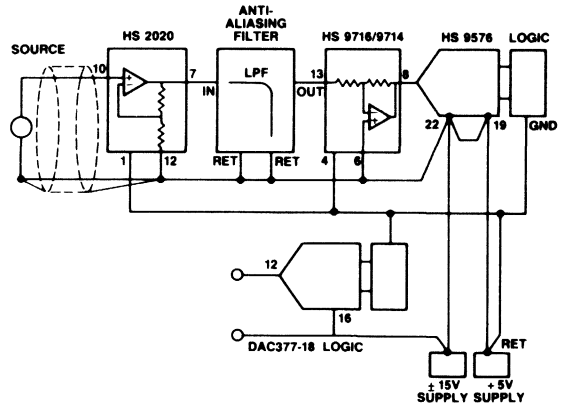 SOURCE
HS 2020
ANTI-
ALIASING
FILTER
HS 9716/9714
HS 9576
LOGIC
10
7
IN
LPF
13
OUT
8
22
19
GND
1
12
RET
RET
4
6
12
16
DAC377-18 LOGIC
RET
± 15V
SUPPLY
+ 5V
SUPPLY